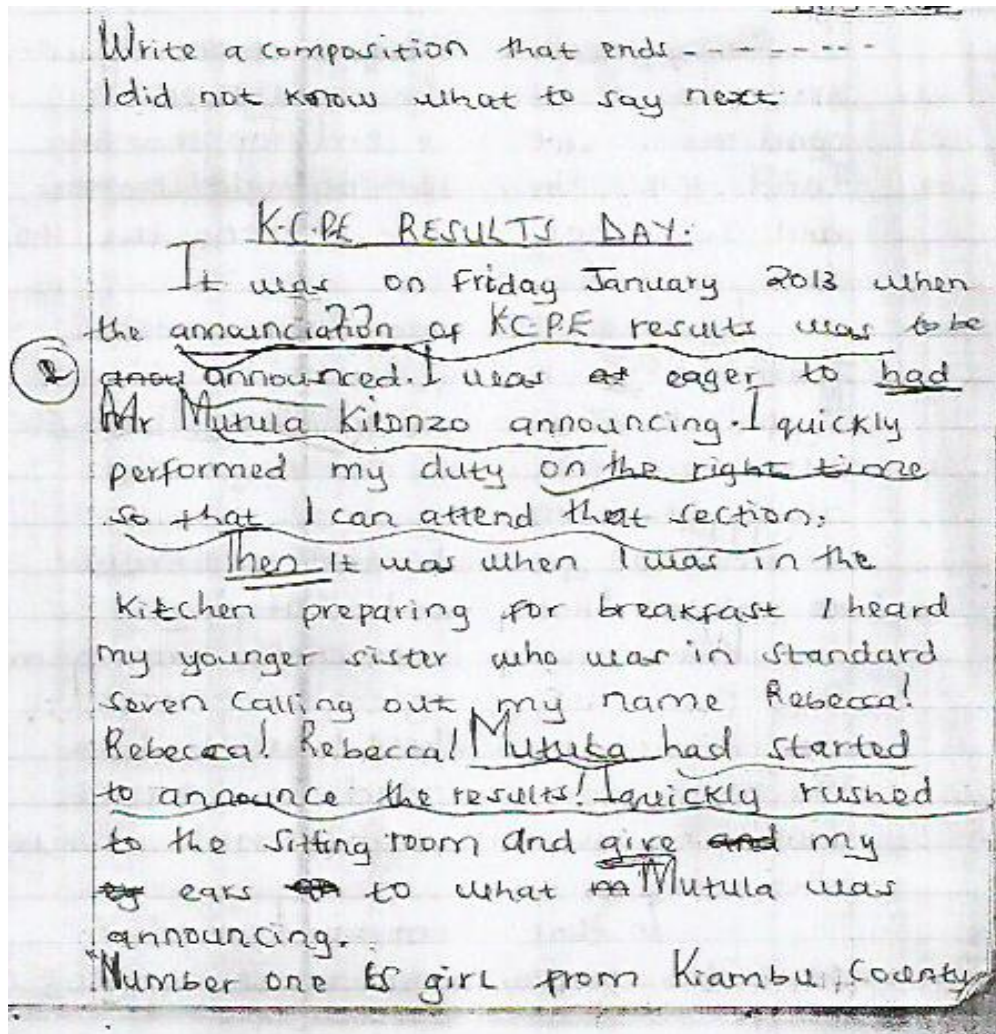 Write a composition that ends--------
I did not know what to say next
K.C.P.E RESULTS DAY:
It was on Friday January 2013 when
the announciation of KCPE results was to be
announced. I was eager to had
Mr Mutula Kilonzo announcing. I quickly
performed my duty on the right time
so that I can attend that section.
Then it was when I was in the
kitchen preparing for breakfast I heard
my younger sister who was in standard
seven calling out my name Rebecca!
Rebecca! Rebecca! Mutula had started
to announce the results! I quickly rushed
to the sitting room and give my
ears to what Mutula was
announcing.
Number one is girl from Kiambu County